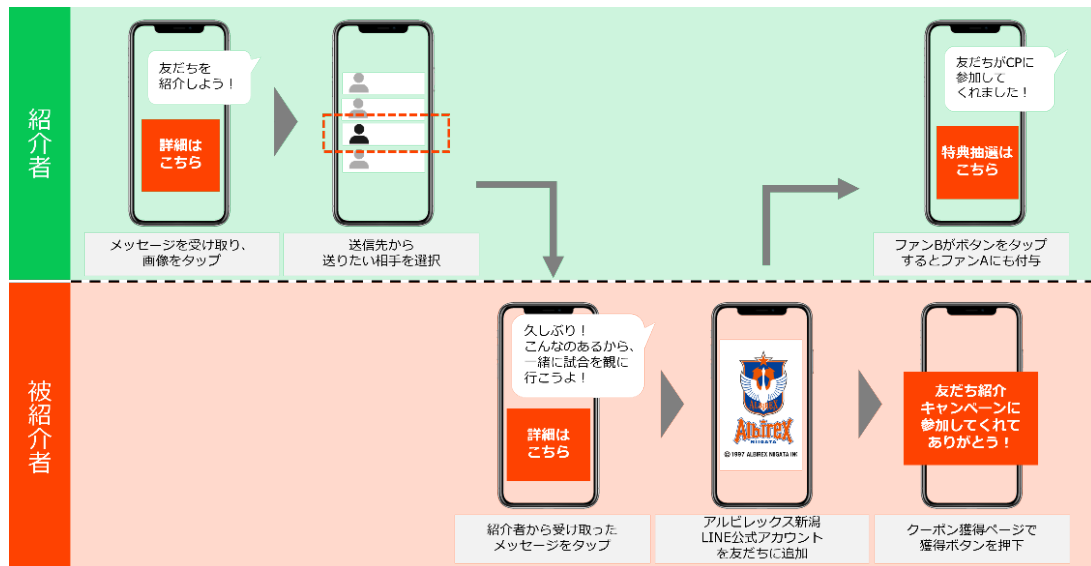 紹介者
友だちを
紹介しよう！
詳細は
こちら
メッセージを受け取り、
画像をタップ
送信先から
送りたい相手を選択
友だちがCPに
参加して
くれました！
特典抽選は
こちら
ファンBがボタンをタップ
するとファンAにも付与
被紹介者
久しぶり！
こんなのあるから、
一緒に試合を観に
行こうよ！
詳細は
こちら
紹介者から受け取った
メッセージをタップ
ALBIREX
Albirex
NIIGATA
©1997 ALBIREX NIIGATA INC
アルビレックス新潟
LINE公式アカウント
を友だちに追加
友だち紹介
キャンペーンに
参加してくれて
ありがとう！
クーポン獲得ページで
獲得ボタンを押下